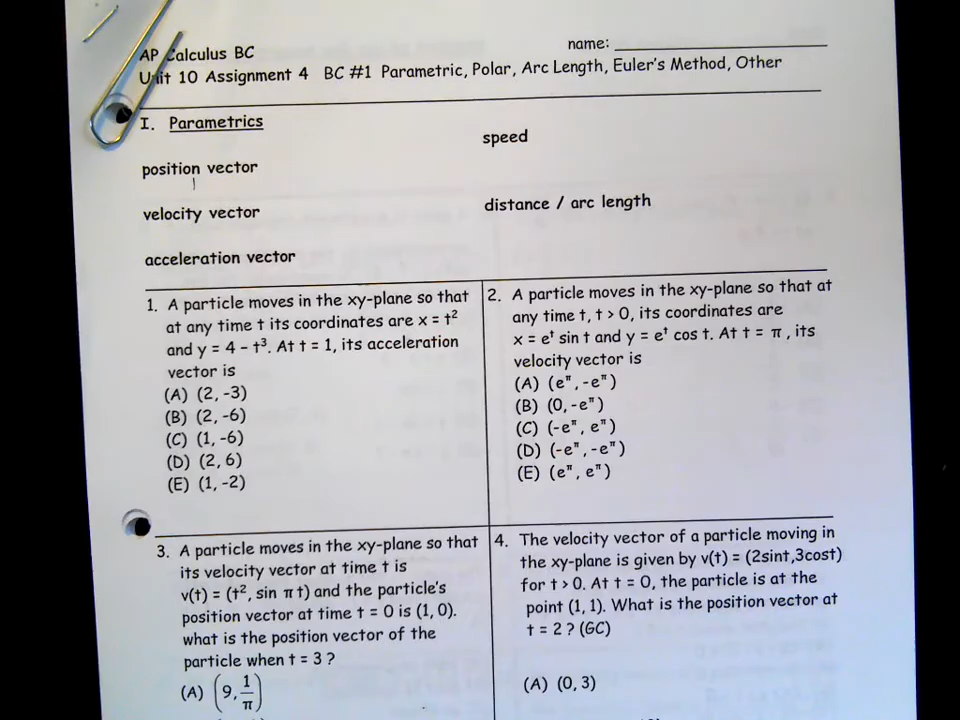 AP Calculus BC
name:
Unit 10 Assignment 4 BC #1 Parametric, Polar, Arc Length, Euler's Method, Other
I. Parametrics
speed
position vector
velocity vector
distance / arc length
acceleration vector
1. A particle moves in the xy-plane so that
at any time t its coordinates are x = t²
and y = 4 – t³. At t = 1, its acceleration
vector is
(A) (2, -3)
(B) (2, -6)
(C) (1, -6)
(D) (2, 6)
(E) (1, -2)
2. A particle moves in the xy-plane so that at
any time t, t > 0, its coordinates are
x = eᵗ sin t and y = eᵗ cos t. At t = π, its
velocity vector is
(A) (e^π, -e^π)
(B) (0, -e^π)
(C) (-e^π, e^π)
(D) (-e^π, -e^π)
(E) (e^π, e^π)
3. A particle moves in the xy-plane so that
its velocity vector at time t is
v(t) = (t², sin πt) and the particle's
position vector at time t = 0 is (1, 0).
what is the position vector of the
particle when t = 3 ?
(A) (9, 1/π)
4. The velocity vector of a particle moving in
the xy-plane is given by v(t) = (2sint,3cost)
for t > 0. At t = 0, the particle is at the
point (1, 1). What is the position vector at
t = 2 ? (GC)
(A) (0, 3)